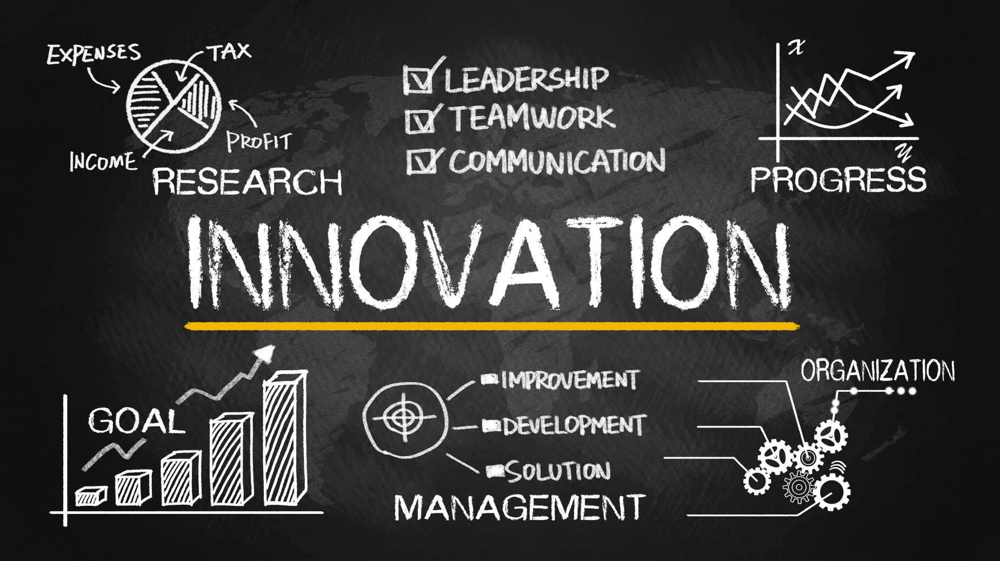 EXPENSES
TAX
INCOME
PROFIT
RESEARCH
LEADERSHIP
TEAMWORK
COMMUNICATION
x
y
PROGRESS
INNOVATION
GOAL
IMPROVEMENT
DEVELOPMENT
SOLUTION
MANAGEMENT
ORGANIZATION